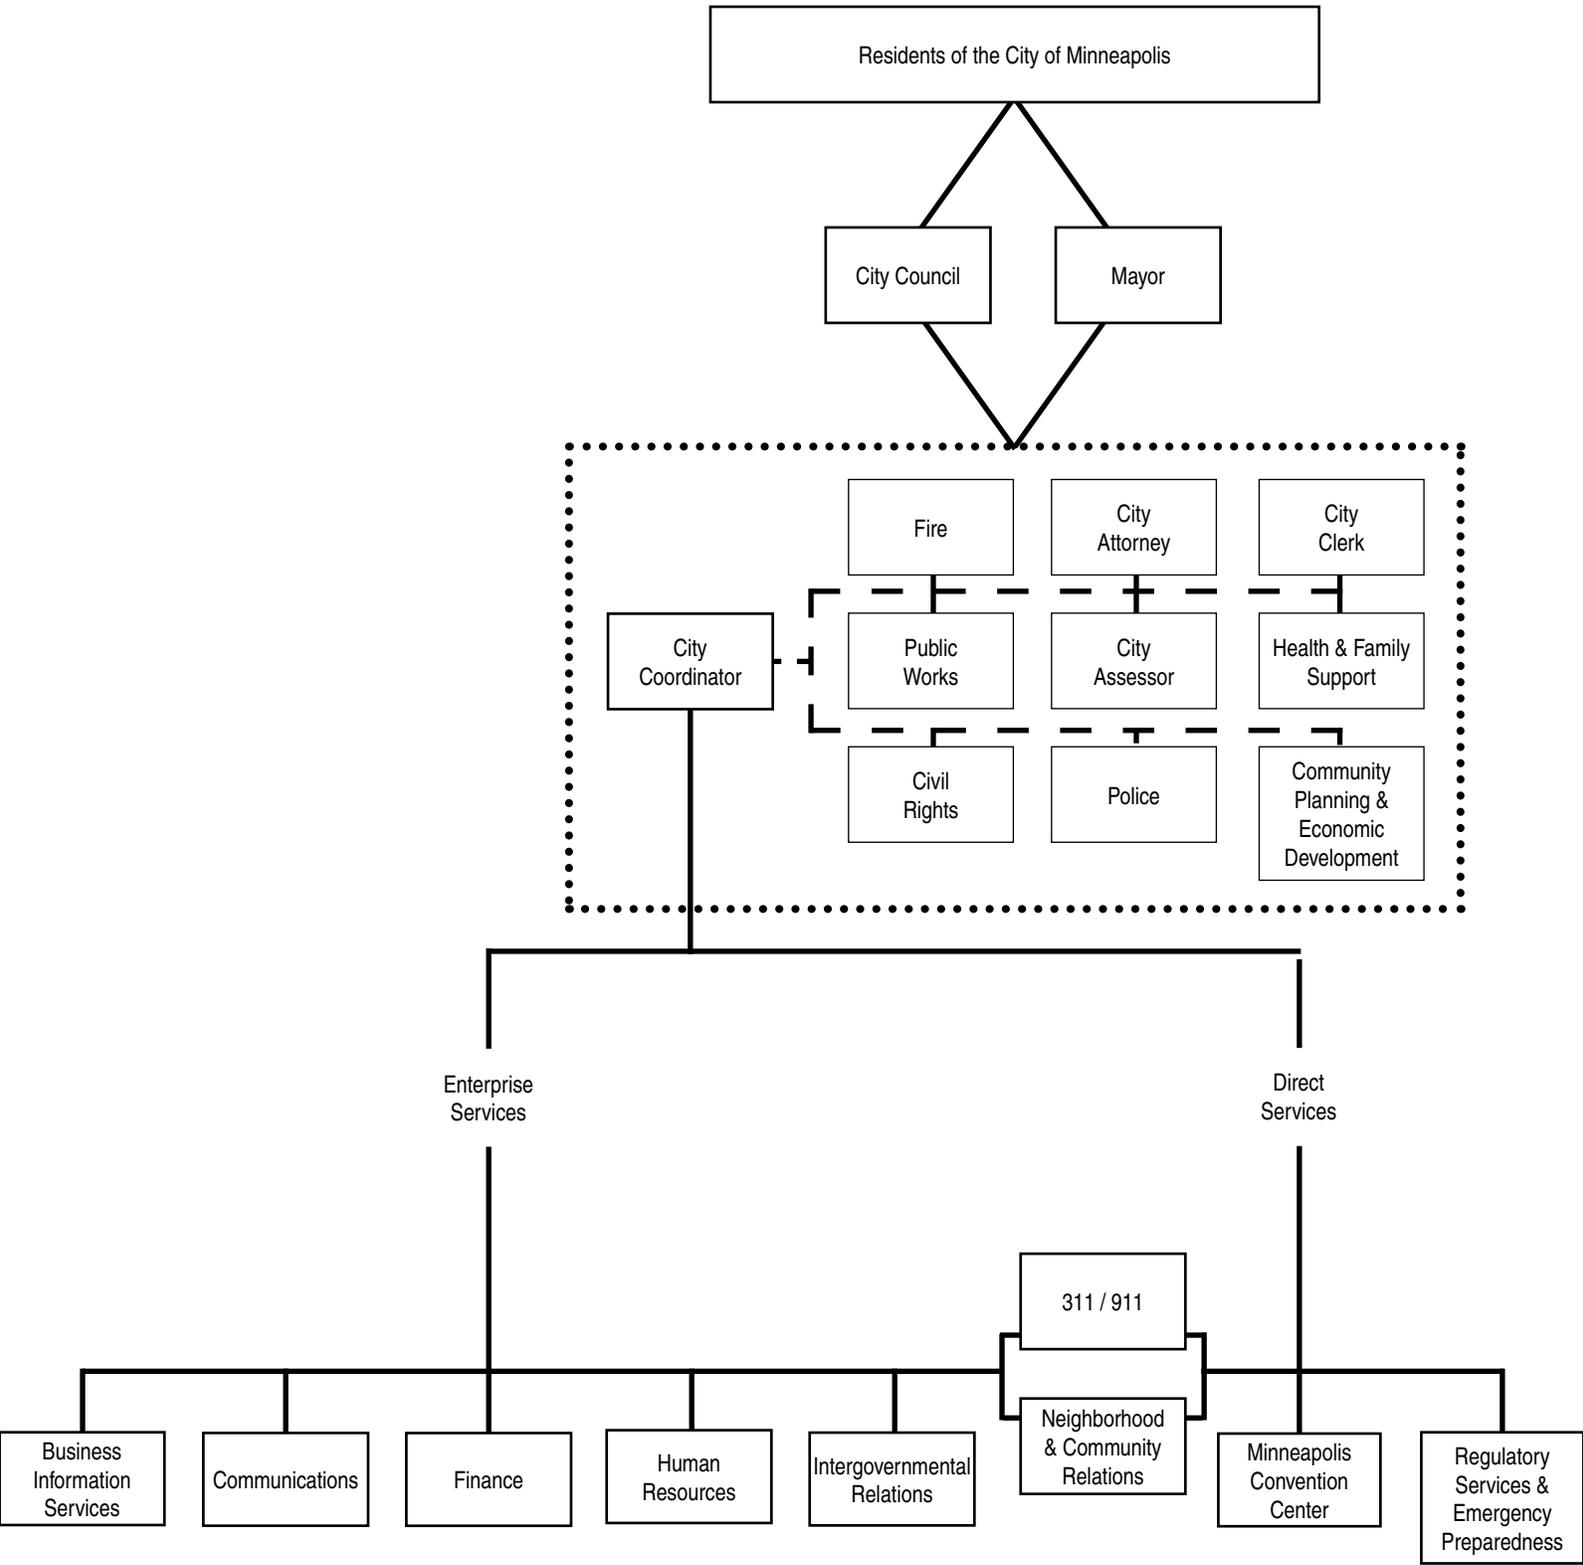 Residents of the City of Minneapolis
City Council
Mayor
Fire
City
Attorney
City
Clerk
City
Coordinator
Public
Works
City
Assessor
Health & Family
Support
Civil
Rights
Police
Community
Planning &
Economic
Development
Enterprise
Services
Direct
Services
311 / 911
Business
Information
Services
Communications
Finance
Human
Resources
Intergovernmental
Relations
Neighborhood
& Community
Relations
Minneapolis
Convention
Center
Regulatory
Services &
Emergency
Preparedness